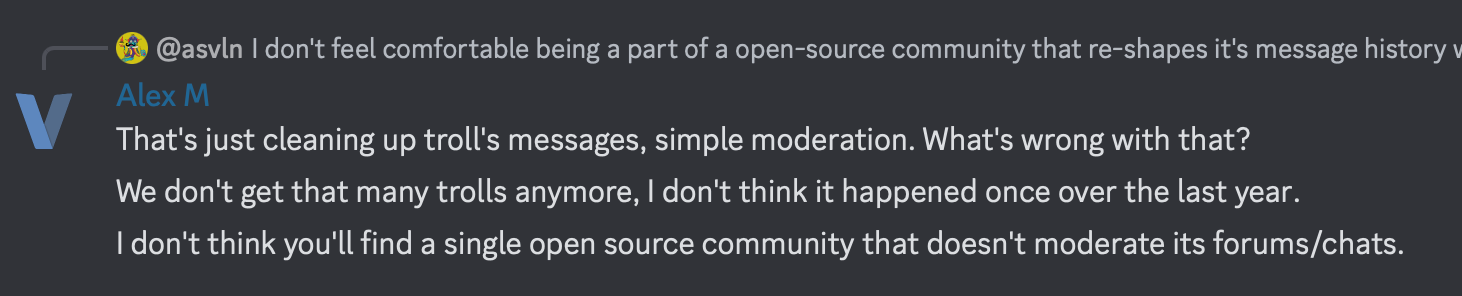 @asvln I don't feel comfortable being a part of a open-source community that re-shapes it's message history
Alex M
That's just cleaning up troll's messages, simple moderation. What's wrong with that?
We don't get that many trolls anymore, I don't think it happened once over the last year.
I don't think you'll find a single open source community that doesn't moderate its forums/chats.